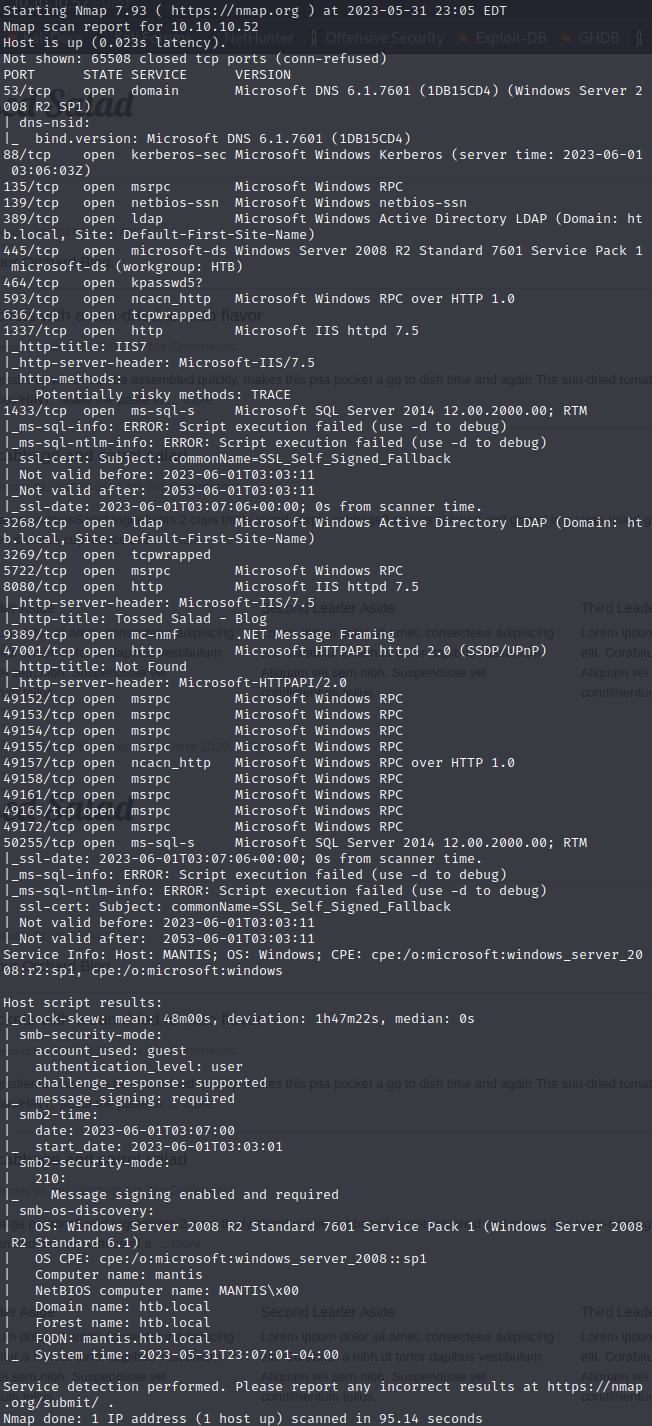 Starting Nmap 7.93 ( https://nmap.org ) at 2023-05-31 23:05 EDT
Nmap scan report for 10.10.10.52
Host is up (0.023s latency).
NetHunter Offensive Security Exploit-DB GHDB
Not shown: 65508 closed tcp ports (conn-refused)
PORT      STATE SERVICE      VERSION
53/tcp    open  domain       Microsoft DNS 6.1.7601 (1DB15CD4) (Windows Server 2
008 R2 SP1)
| dns-nsid:
|_  bind.version: Microsoft DNS 6.1.7601 (1DB15CD4)
88/tcp    open  kerberos-sec Microsoft Windows Kerberos (server time: 2023-06-01
 03:06:03Z)
135/tcp   open  msrpc        Microsoft Windows RPC
139/tcp   open  netbios-ssn  Microsoft Windows netbios-ssn
389/tcp   open  ldap         Microsoft Windows Active Directory LDAP (Domain: ht
b.local, Site: Default-First-Site-Name)
445/tcp   open  microsoft-ds Windows Server 2008 R2 Standard 7601 Service Pack 1
 microsoft-ds (workgroup: HTB)
464/tcp   open  kpasswd5?
593/tcp   open  ncacn_http   Microsoft Windows RPC over HTTP 1.0
636/tcp   open  tcpwrapped
1337/tcp  open  http         Microsoft IIS httpd 7.5
|_http-title: IIS7
|_http-server-header: Microsoft-IIS/7.5
| http-methods:
|_  Potentially risky methods: TRACE
1433/tcp  open  ms-sql-s     Microsoft SQL Server 2014 12.00.2000.00; RTM
|_ms-sql-info: ERROR: Script execution failed (use -d to debug)
|_ms-sql-ntlm-info: ERROR: Script execution failed (use -d to debug)
| ssl-cert: Subject: commonName=SSL_Self_Signed_Fallback
| Not valid before: 2023-06-01T03:03:11
|_Not valid after:  2053-06-01T03:03:11
|_ssl-date: 2023-06-01T03:07:06+00:00; 0s from scanner time.
3268/tcp  open  ldap         Microsoft Windows Active Directory LDAP (Domain: ht
b.local, Site: Default-First-Site-Name)
3269/tcp  open  tcpwrapped
5722/tcp  open  msrpc        Microsoft Windows RPC
8080/tcp  open  http         Microsoft IIS httpd 7.5
|_http-server-header: Microsoft-IIS/7.5
|_http-title: Tossed Salad - Blog
9389/tcp  open  mc-nmf       .NET Message Framing
47001/tcp open  http         Microsoft HTTPAPI httpd 2.0 (SSDP/UPnP)
|_http-title: Not Found
|_http-server-header: Microsoft-HTTPAPI/2.0
49152/tcp open  msrpc        Microsoft Windows RPC
49153/tcp open  msrpc        Microsoft Windows RPC
49154/tcp open  msrpc        Microsoft Windows RPC
49155/tcp open  msrpc        Microsoft Windows RPC
49157/tcp open  ncacn_http   Microsoft Windows RPC over HTTP 1.0
49158/tcp open  msrpc        Microsoft Windows RPC
49161/tcp open  msrpc        Microsoft Windows RPC
49165/tcp open  msrpc        Microsoft Windows RPC
49172/tcp open  msrpc        Microsoft Windows RPC
50255/tcp open  ms-sql-s     Microsoft SQL Server 2014 12.00.2000.00; RTM
|_ssl-date: 2023-06-01T03:07:06+00:00; 0s from scanner time.
|_ms-sql-info: ERROR: Script execution failed (use -d to debug)
|_ms-sql-ntlm-info: ERROR: Script execution failed (use -d to debug)
| ssl-cert: Subject: commonName=SSL_Self_Signed_Fallback
| Not valid before: 2023-06-01T03:03:11
|_Not valid after:  2053-06-01T03:03:11
Service Info: Host: MANTIS; OS: Windows; CPE: cpe:/o:microsoft:windows_server_20
08:r2:sp1, cpe:/o:microsoft:windows

Host script results:
|_clock-skew: mean: 48m00s, deviation: 1h47m22s, median: 0s
| smb-security-mode:
|   account_used: guest
|   authentication_level: user
|   challenge_response: supported
|_  message_signing: required
| smb2-time:
|   date: 2023-06-01T03:07:00
|_  start_date: 2023-06-01T03:03:01
| smb2-security-mode:
|   210:
|_    Message signing enabled and required
| smb-os-discovery:
|   OS: Windows Server 2008 R2 Standard 7601 Service Pack 1 (Windows Server 2008
 R2 Standard 6.1)
|   OS CPE: cpe:/o:microsoft:windows_server_2008::sp1
|   Computer name: mantis
|   NetBIOS computer name: MANTIS\x00
|   Domain name: htb.local
|   Forest name: htb.local
|   FQDN: mantis.htb.local
|_  System time: 2023-05-31T23:07:01-04:00

Service detection performed. Please report any incorrect results at https://nmap
.org/submit/ .
Nmap done: 1 IP address (1 host up) scanned in 95.14 seconds